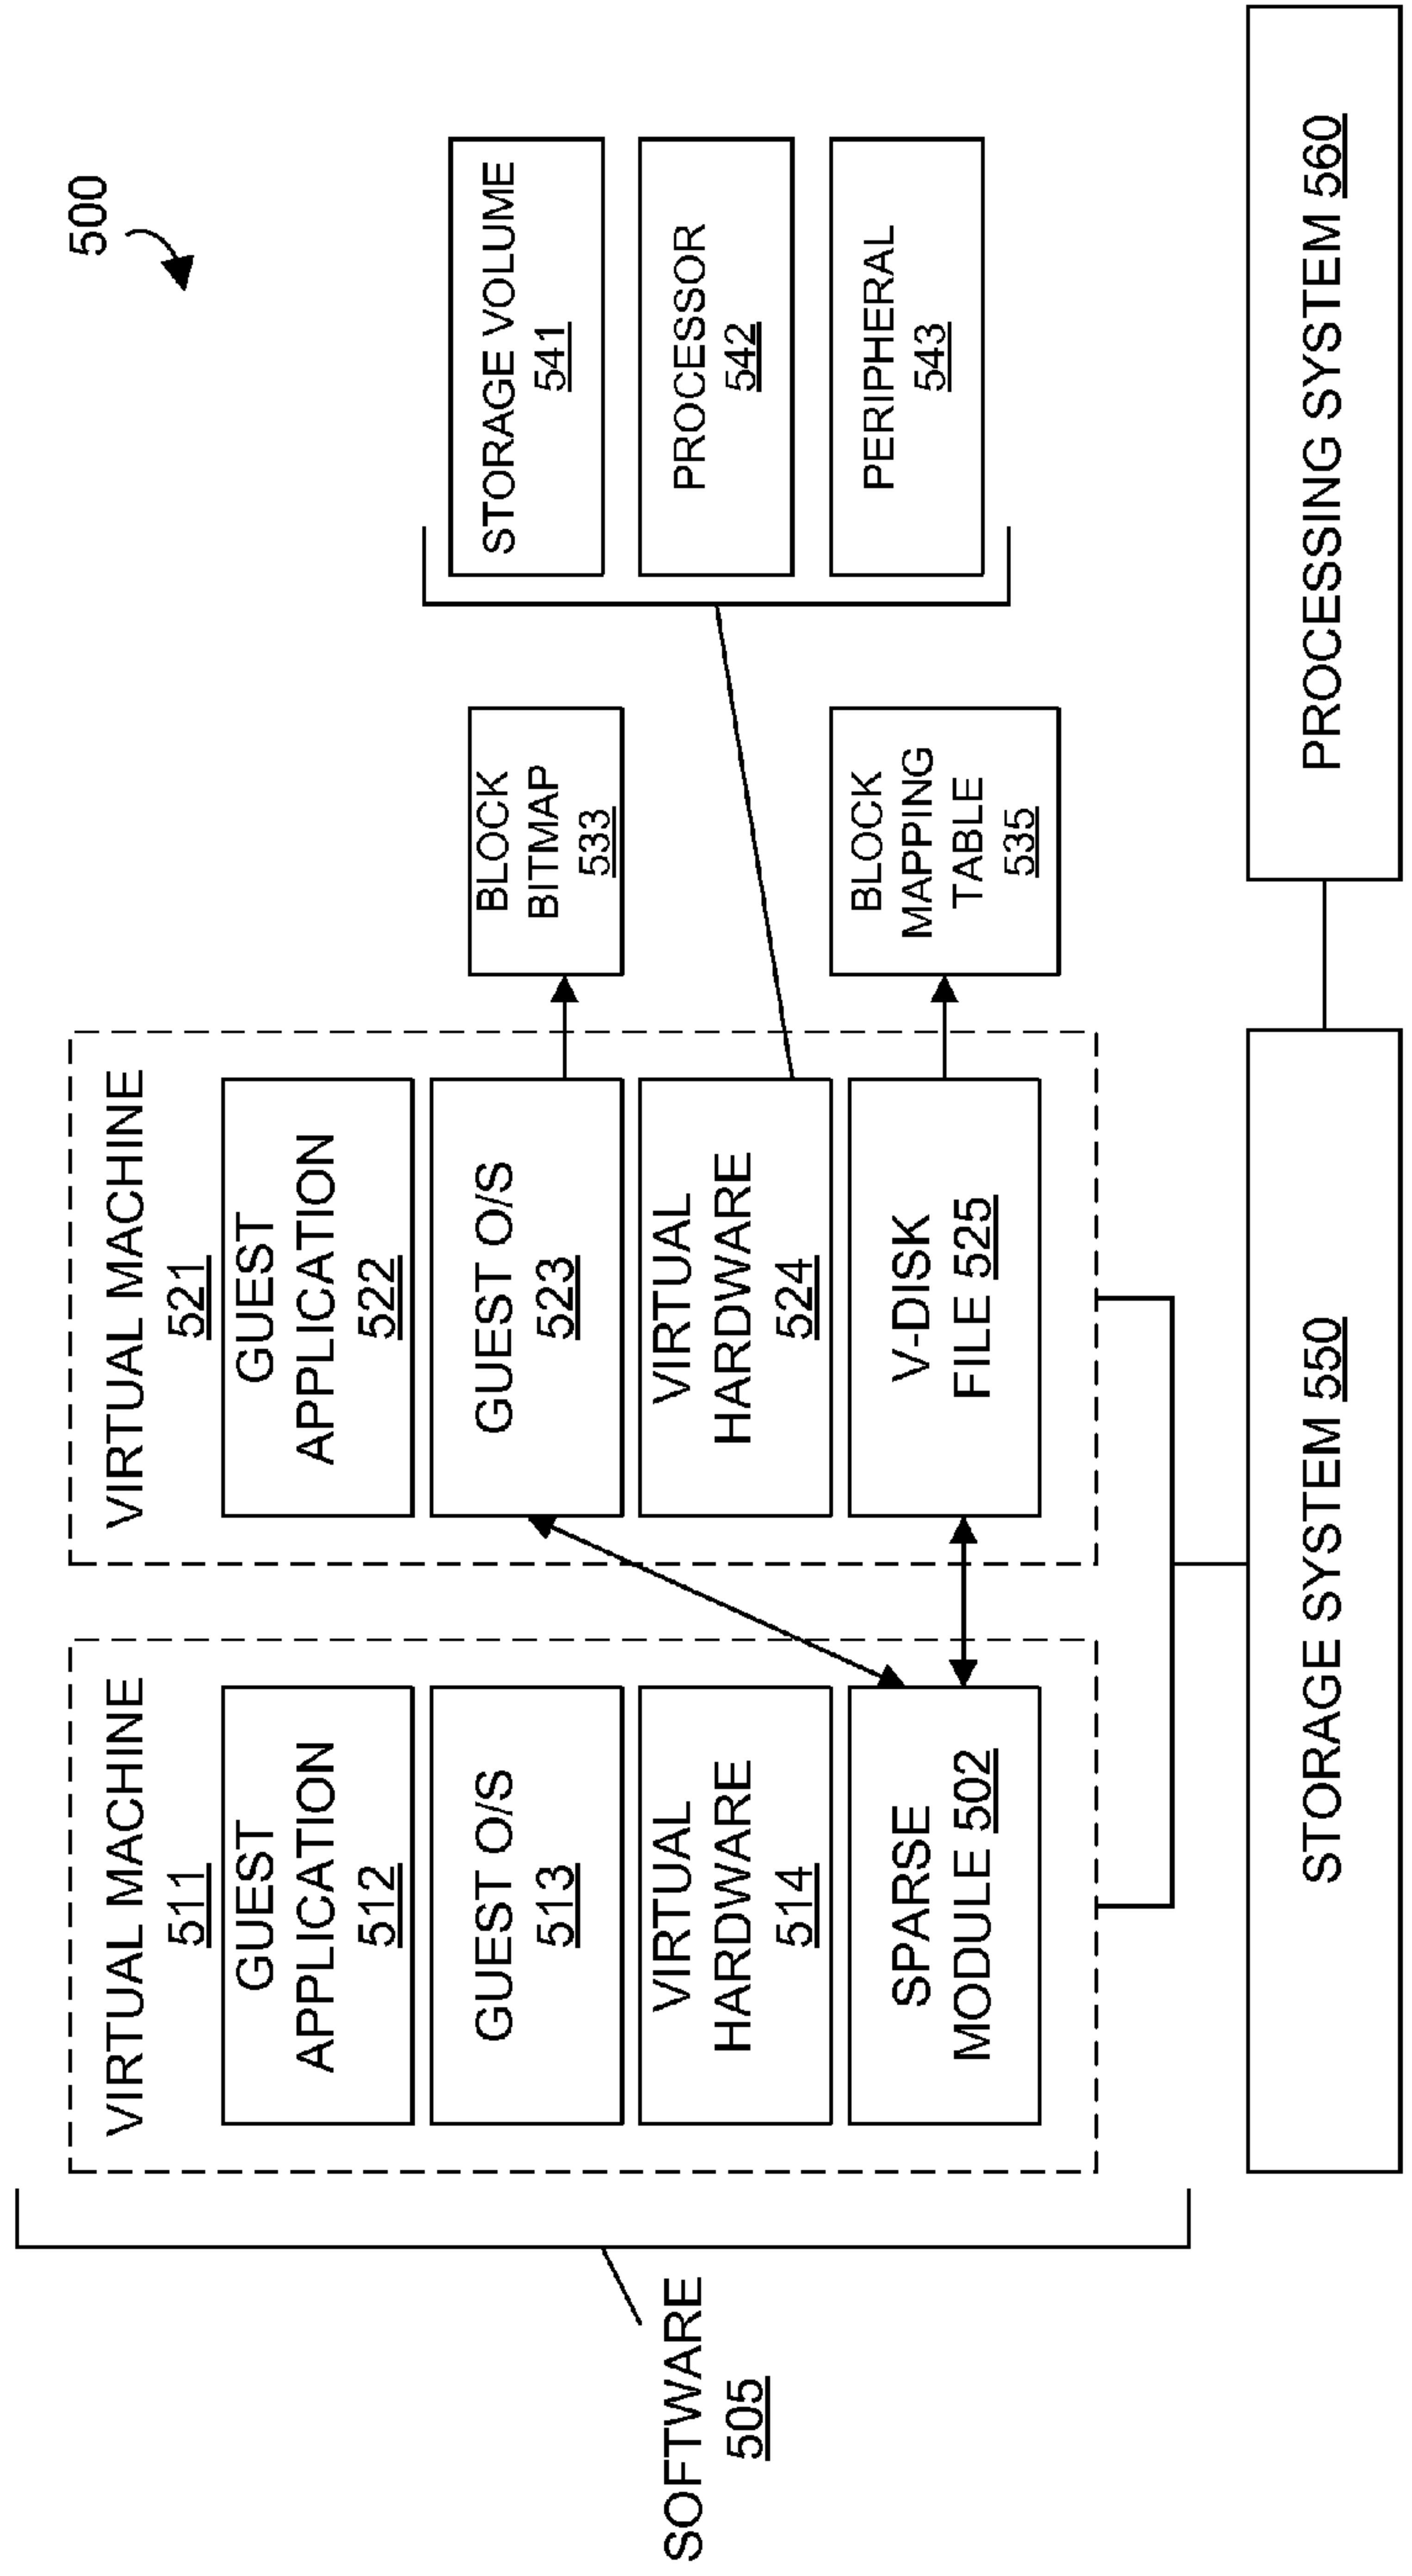 500
VIRTUAL MACHINE
511
GUEST
APPLICATION
512
GUEST O/S
513
VIRTUAL
HARDWARE
514
SPARSE
MODULE 502
VIRTUAL MACHINE
521
GUEST
APPLICATION
522
GUEST O/S
523
VIRTUAL
HARDWARE
524
V-DISK
FILE 525
BLOCK
BITMAP
533
BLOCK
MAPPING
TABLE
535
STORAGE VOLUME
541
PROCESSOR
542
PERIPHERAL
543
SOFTWARE
505
STORAGE SYSTEM 550
PROCESSING SYSTEM 560